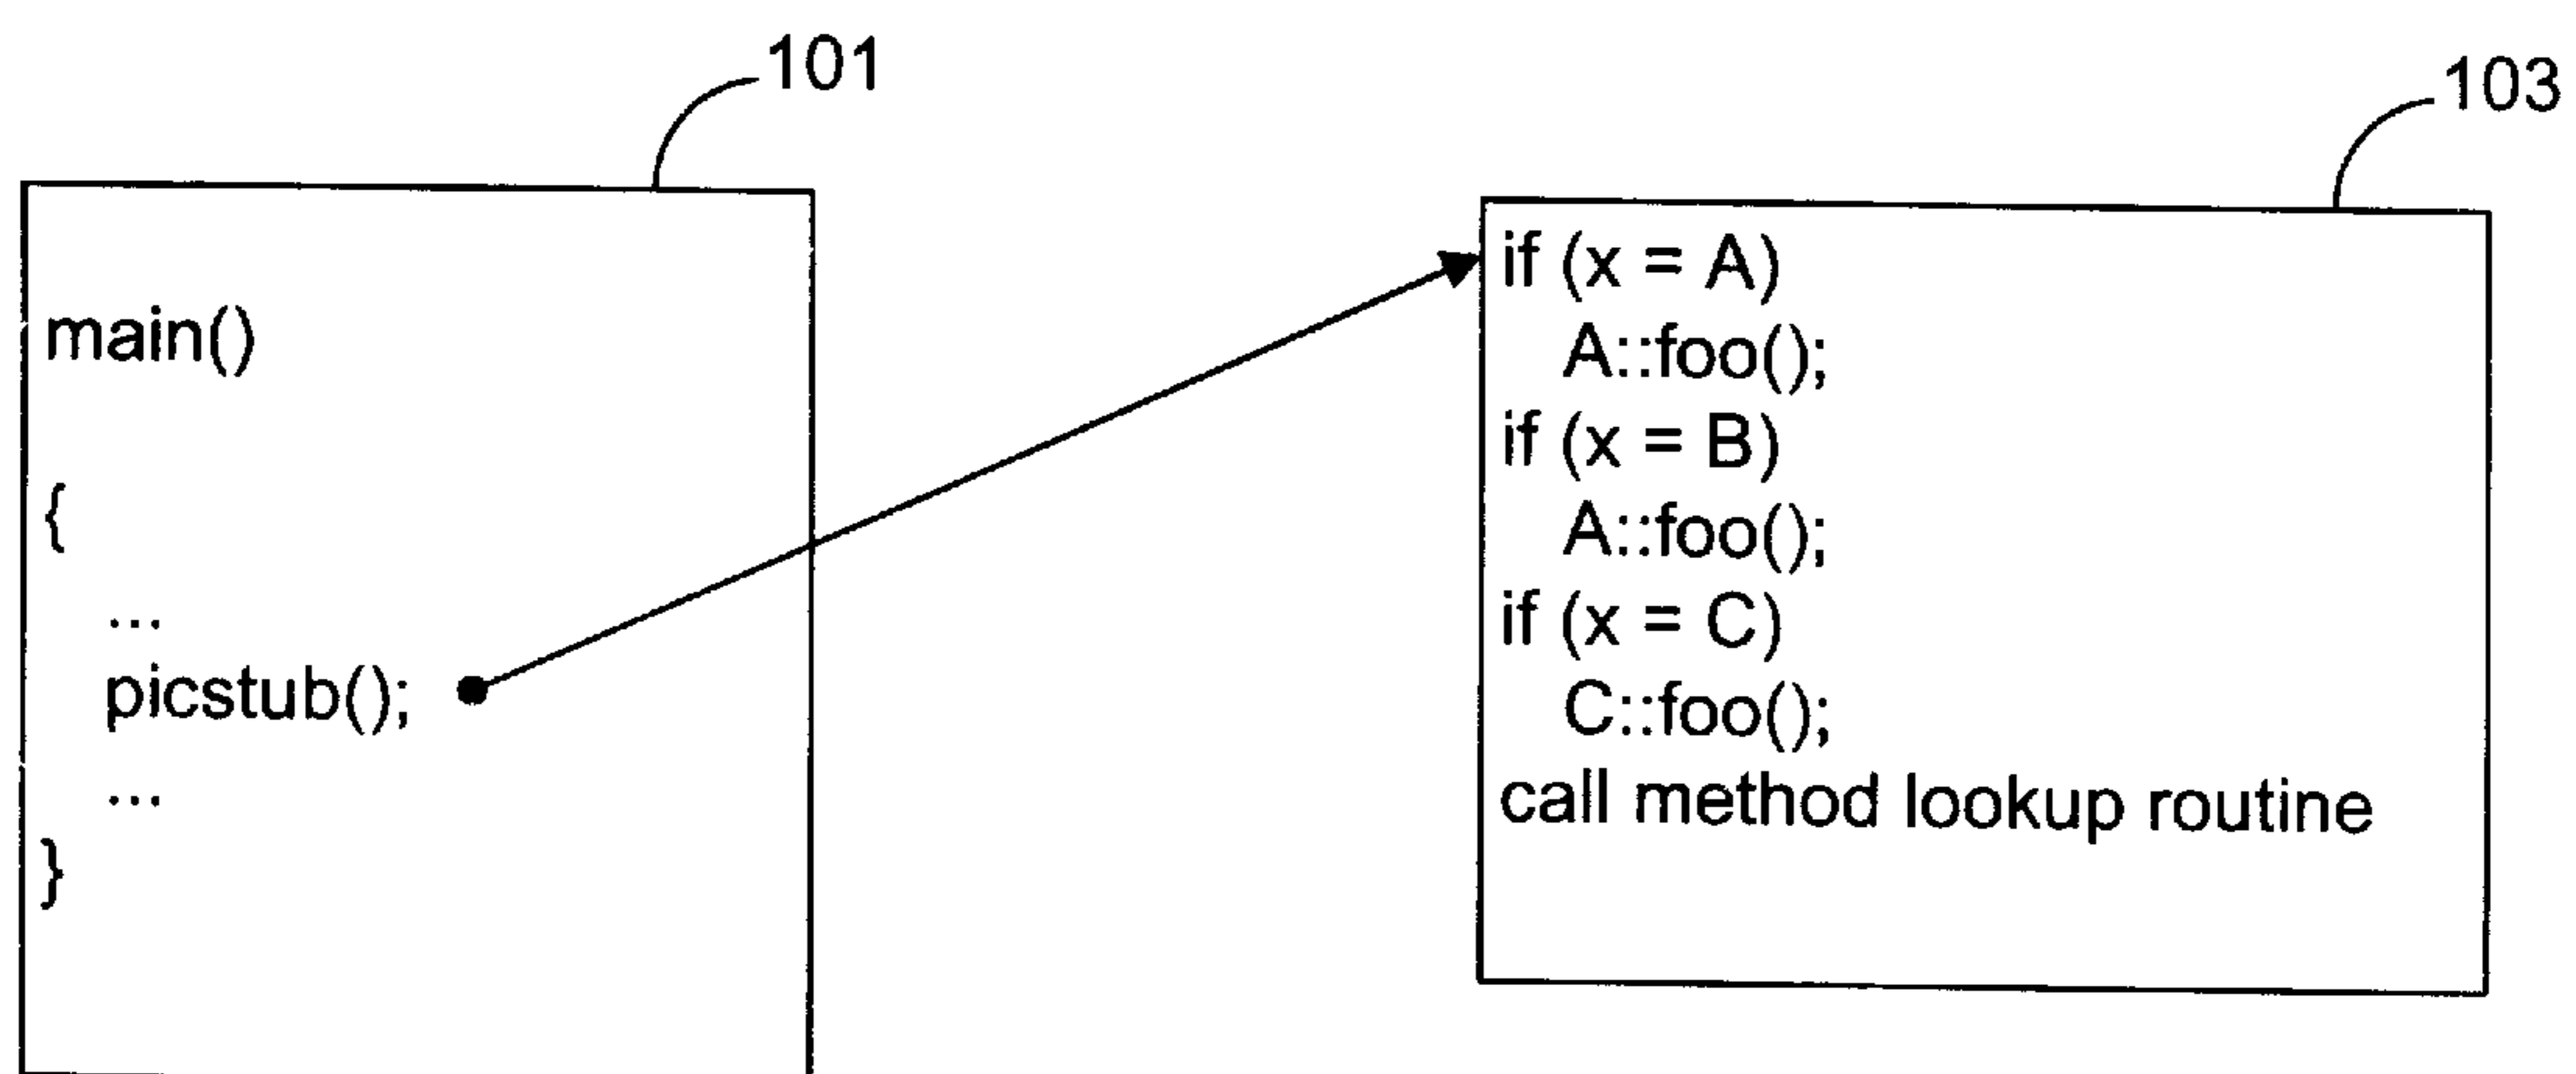 101
main()
{
...
picstub();
...
}
103
if (x = A)
A::foo();
if (x = B)
A::foo();
if (x = C)
C::foo();
call method lookup routine